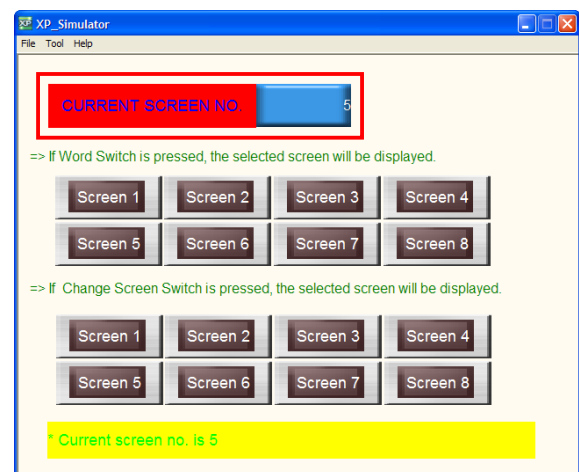 XP_Simulator
File Tool Help
CURRENT SCREEN NO. 5
=> If Word Switch is pressed, the selected screen will be displayed.
Screen 1 Screen 2 Screen 3 Screen 4
Screen 5 Screen 6 Screen 7 Screen 8
=> If Change Screen Switch is pressed, the selected screen will be displayed.
Screen 1 Screen 2 Screen 3 Screen 4
Screen 5 Screen 6 Screen 7 Screen 8
* Current screen no. is 5